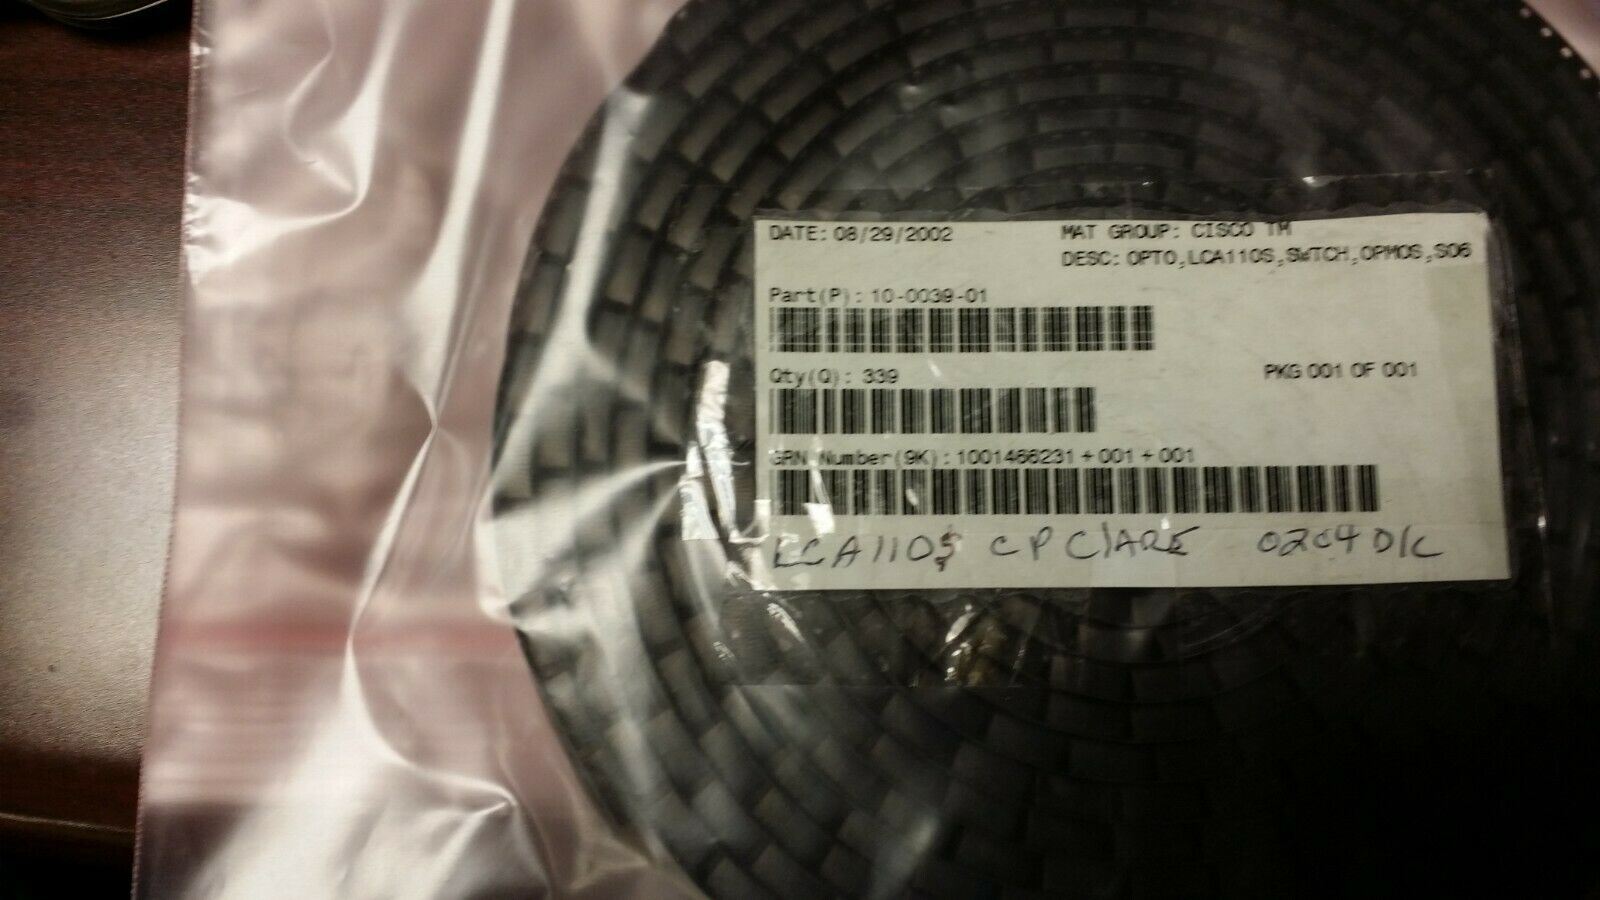 DATE: 08/29/2002
MAT GROUP: CISCO TM
DESC: OPTO,LCA110S,SWTCH,OPMOS,SO6
Part(P): 10-0039-01
Qty(Q): 339
PKG 001 OF 001
GRN Number(9K): 1001466231+001+001
LCA110S CP ClARE 0204 D/C